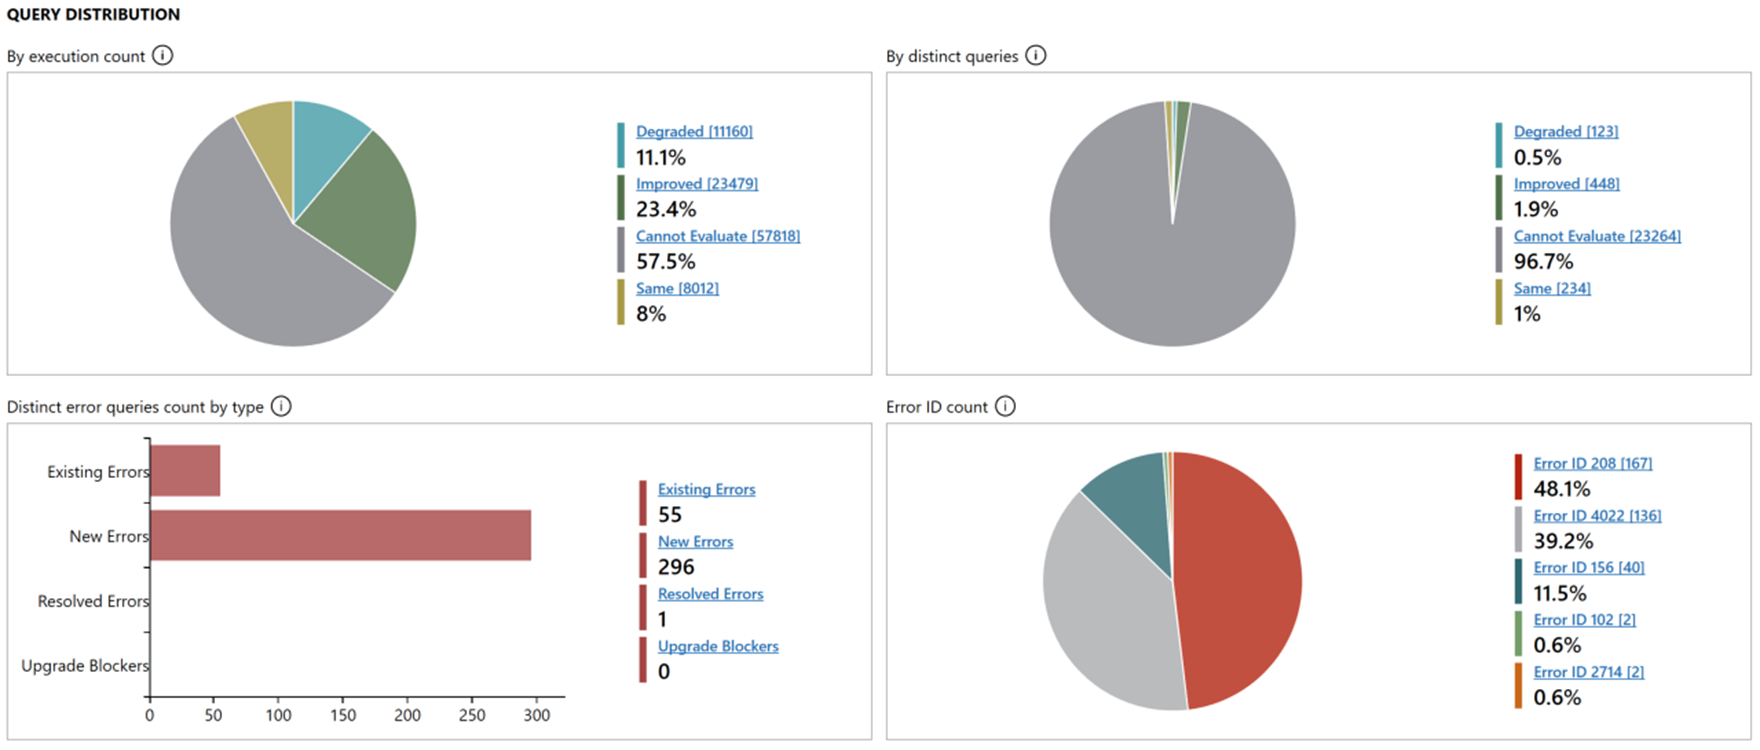 QUERY DISTRIBUTION
By execution count
Degraded [11160]
11.1%
Improved [23479]
23.4%
Cannot Evaluate [57818]
57.5%
Same [8012]
8%
By distinct queries
Degraded [123]
0.5%
Improved [448]
1.9%
Cannot Evaluate [23264]
96.7%
Same [234]
1%
Distinct error queries count by type
Existing Errors
New Errors
Resolved Errors
Upgrade Blockers
0 50 100 150 200 250 300
Existing Errors
55
New Errors
296
Resolved Errors
1
Upgrade Blockers
0
Error ID count
Error ID 208 [167]
48.1%
Error ID 4022 [136]
39.2%
Error ID 156 [40]
11.5%
Error ID 102 [2]
0.6%
Error ID 2714 [2]
0.6%